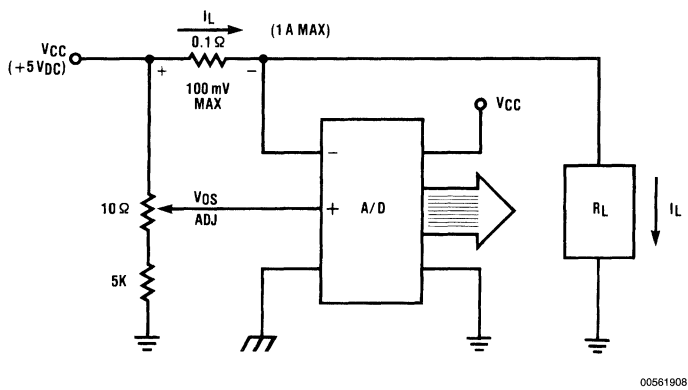 IL
0.1 Ω
(1 A MAX)
VCC
(+5 VDC)
+
−
100 mV
MAX
VCC
−
10 Ω
VOS
ADJ
+
A/D
RL
IL
5K
00561908